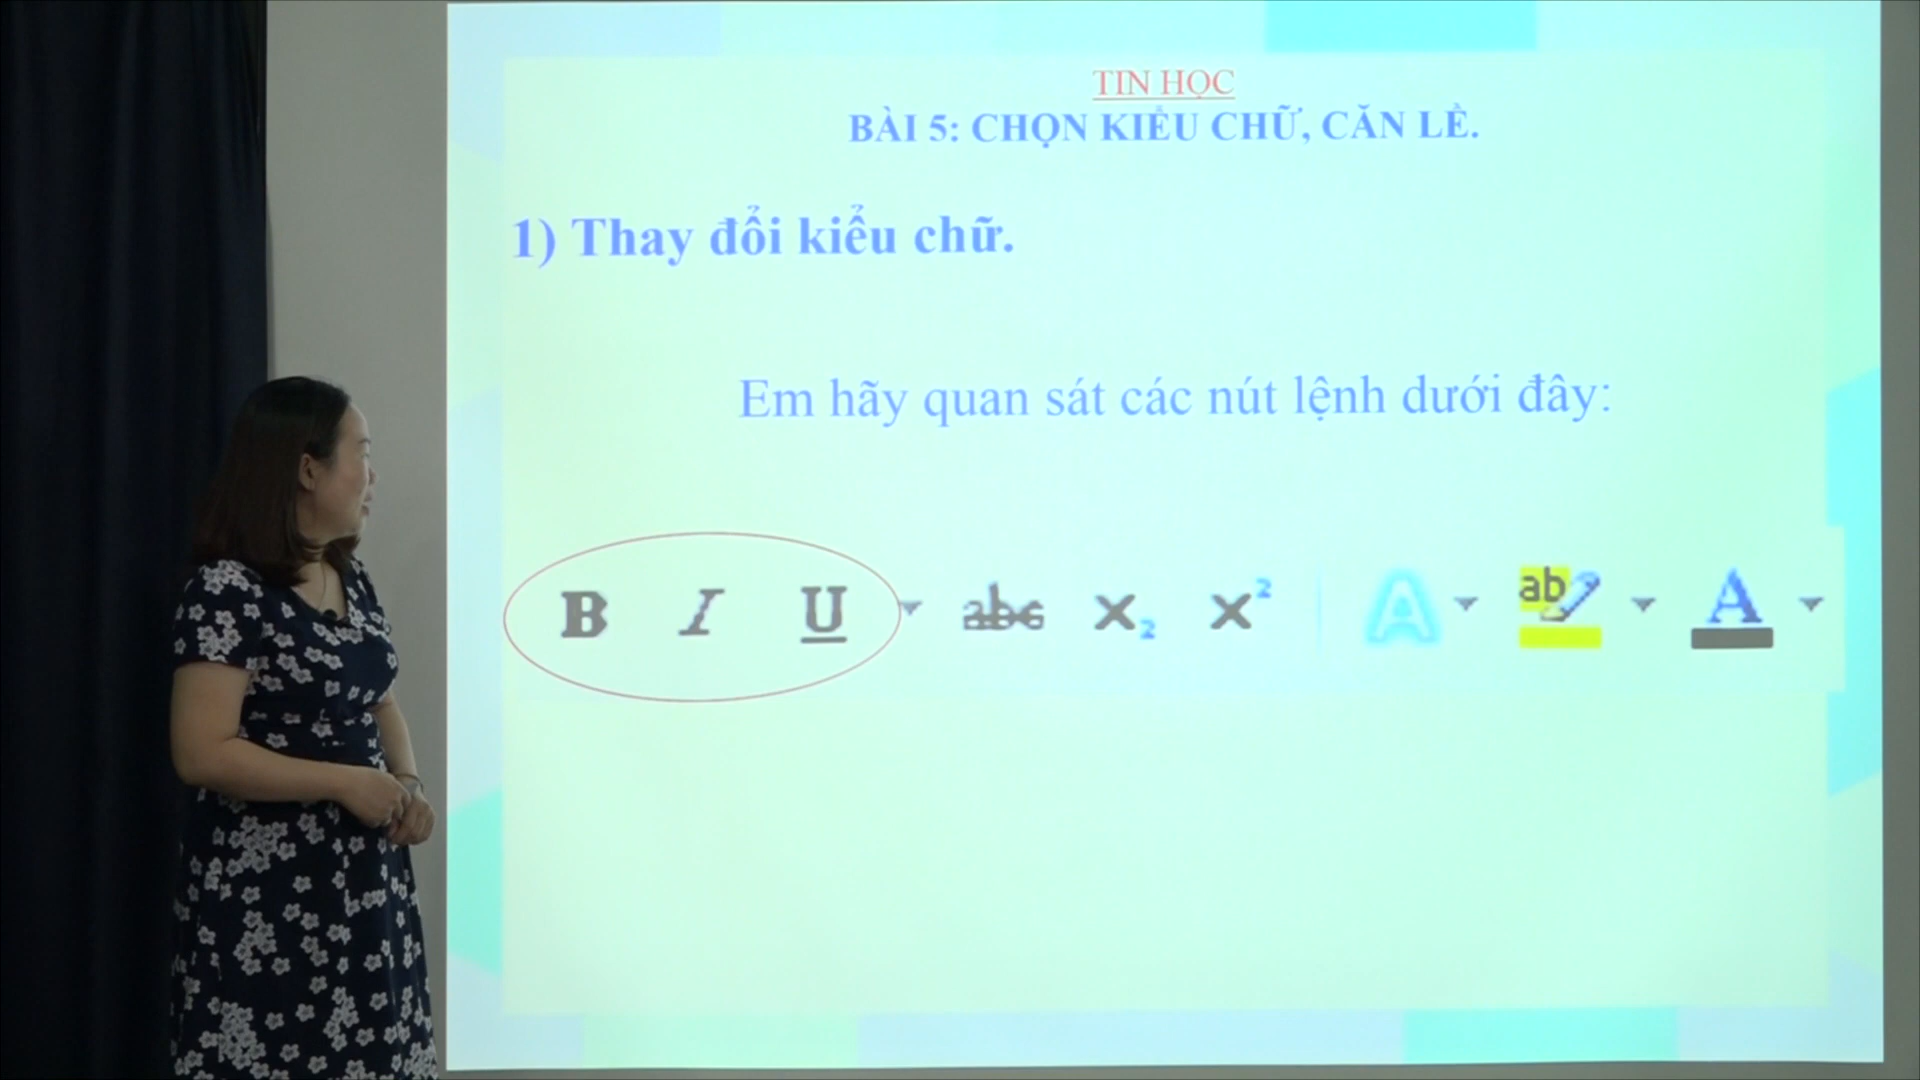 TIN HỌC
BÀI 5: CHỌN KIỂU CHỮ, CĂN LỀ.
1) Thay đổi kiểu chữ.
Em hãy quan sát các nút lệnh dưới đây:
B I U abc X₂ X² A ab A